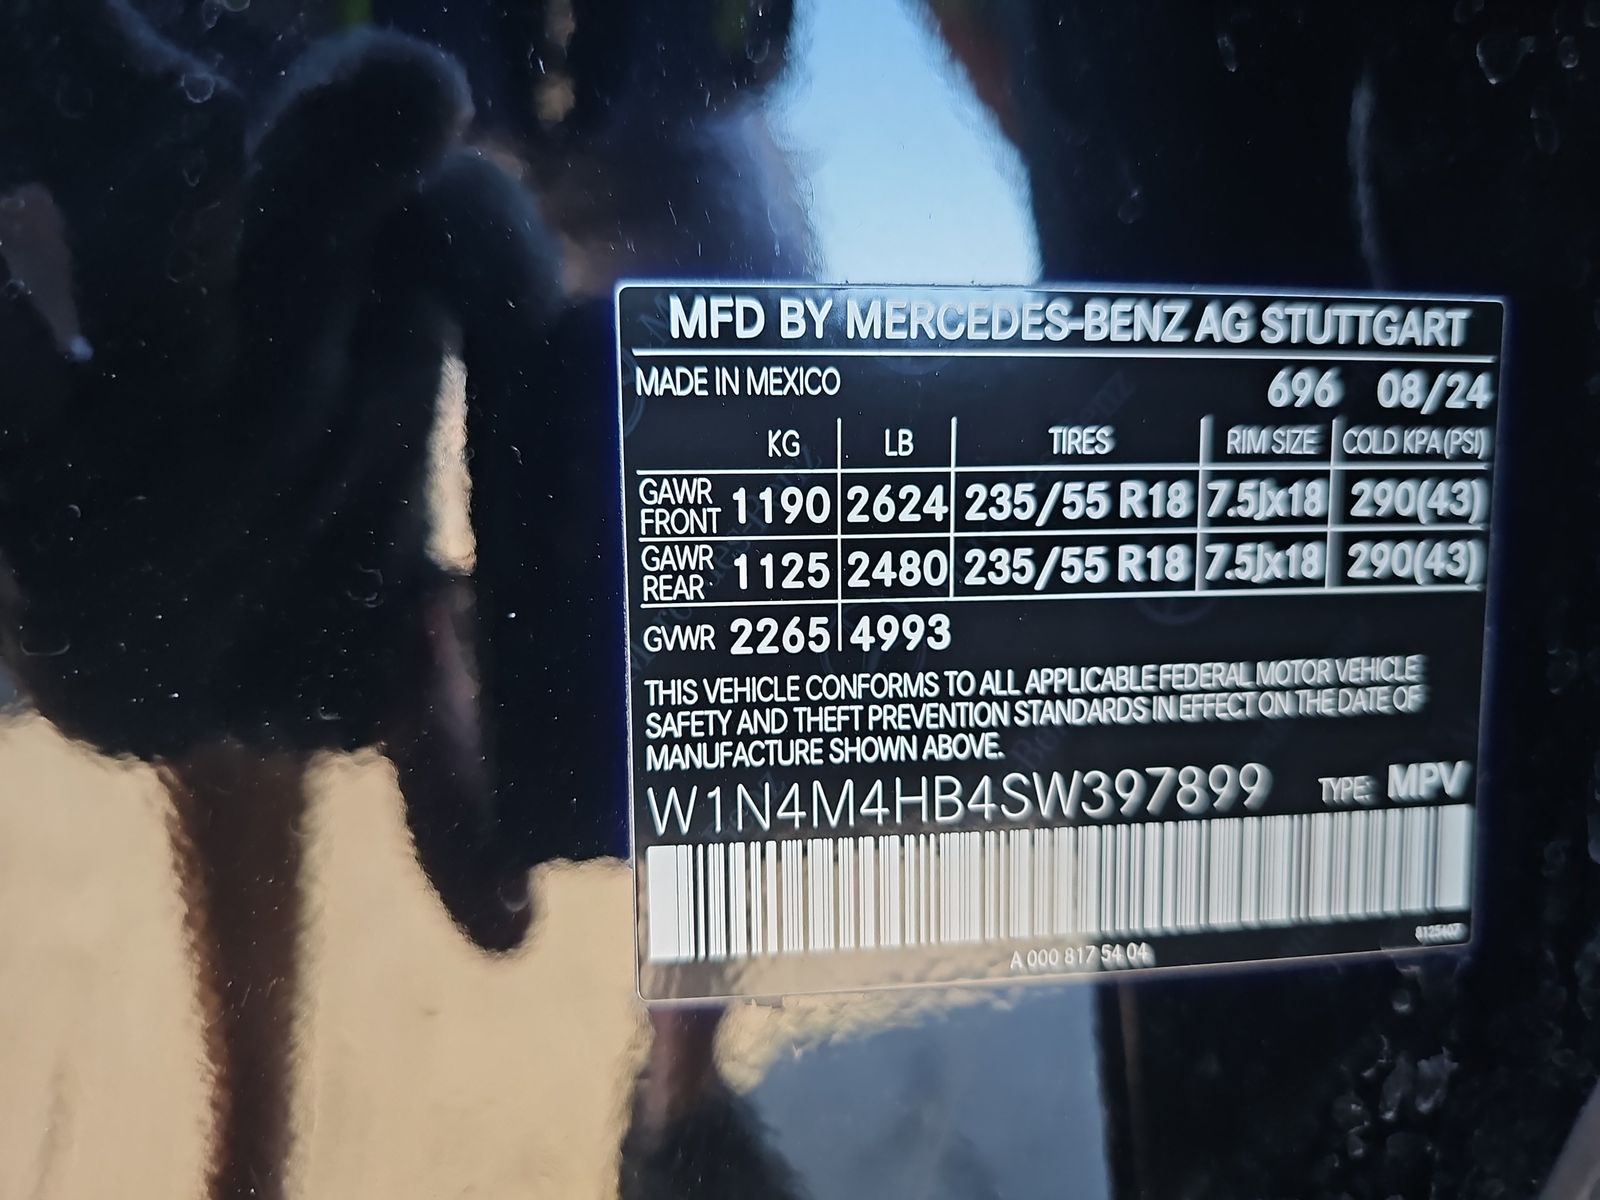 MFD BY MERCEDES-BENZ AG STUTTGART
MADE IN MEXICO 696 08/24
KG LB TIRES RIM SIZE COLD KPA (PSI)
GAWR FRONT 1190 2624 235/55 R18 7.5Jx18 290(43)
GAWR REAR 1125 2480 235/55 R18 7.5Jx18 290(43)
GVWR 2265 4993
THIS VEHICLE CONFORMS TO ALL APPLICABLE FEDERAL MOTOR VEHICLE
SAFETY AND THEFT PREVENTION STANDARDS IN EFFECT ON THE DATE OF
MANUFACTURE SHOWN ABOVE.
W1N4M4HB4SW397899 TYPE: MPV
A 000 817 54 04